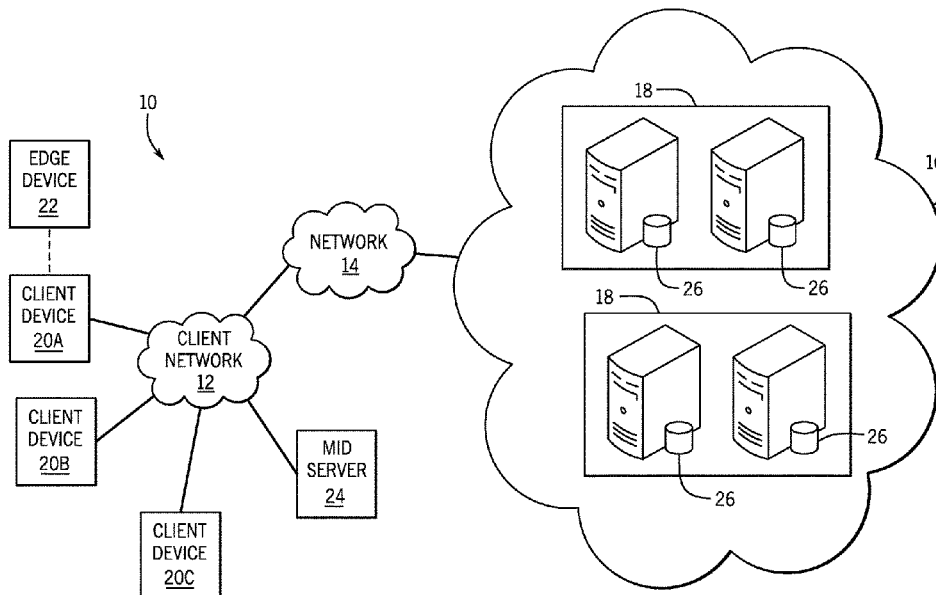 10
EDGE
DEVICE
22
CLIENT
DEVICE
20A
CLIENT
DEVICE
20B
CLIENT
DEVICE
20C
CLIENT
NETWORK
12
MID
SERVER
24
NETWORK
14
18
26
26
18
26
26